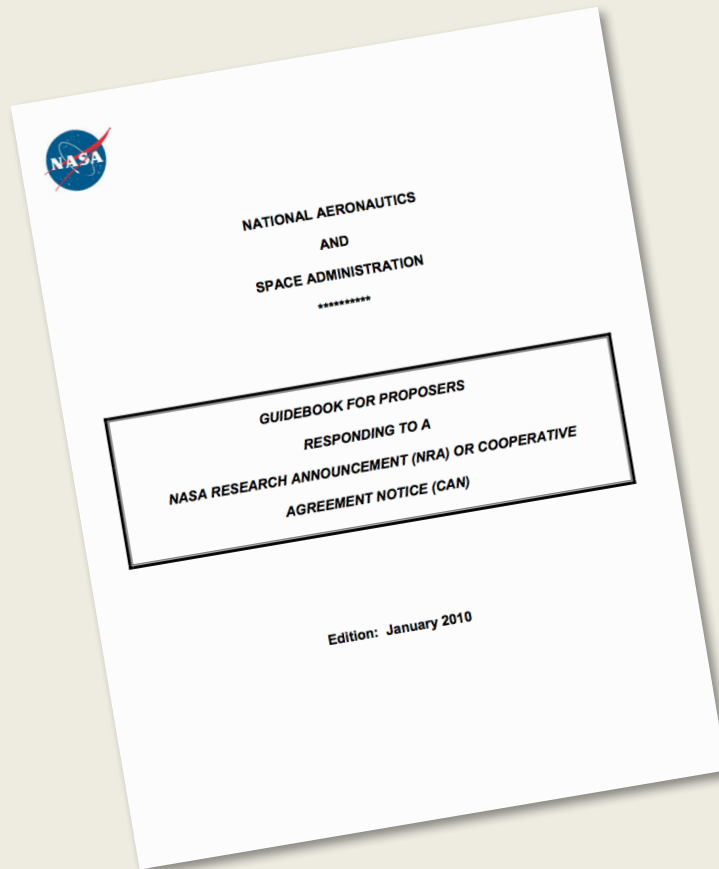 NASA
NATIONAL AERONAUTICS
AND
SPACE ADMINISTRATION
**********
GUIDEBOOK FOR PROPOSERS
RESPONDING TO A
NASA RESEARCH ANNOUNCEMENT (NRA) OR COOPERATIVE
AGREEMENT NOTICE (CAN)
Edition: January 2010